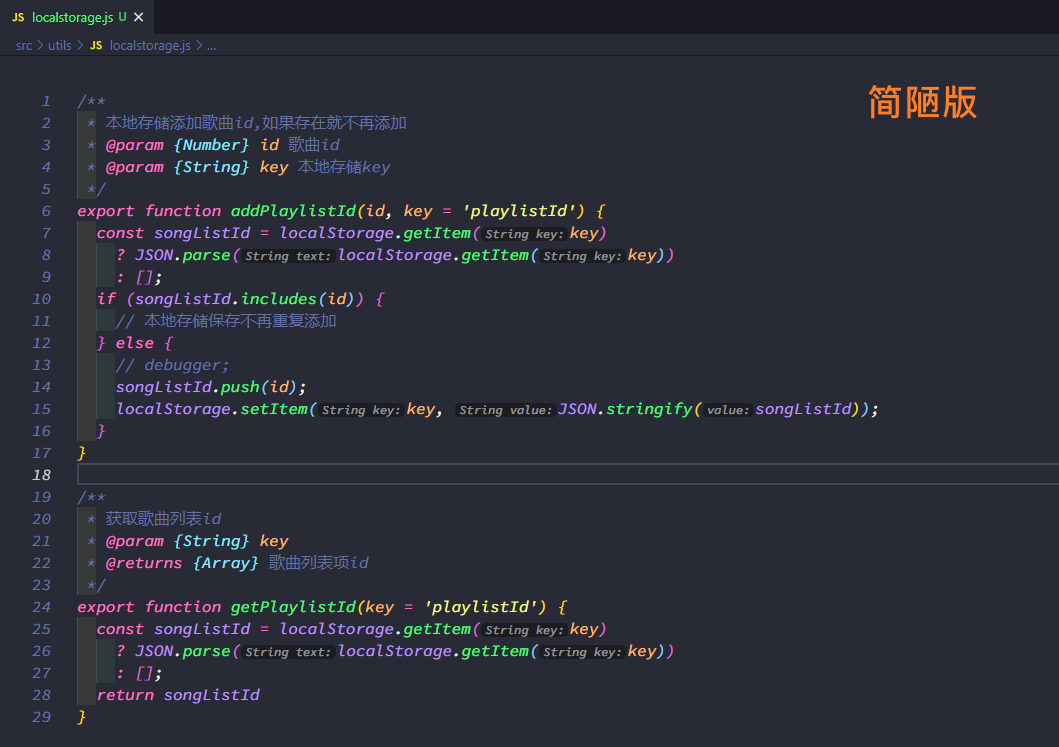 JS localstorage.js U ×
src > utils > JS localstorage.js > ...
简陋版
1 /**
2  * 本地存储添加歌曲id,如果存在就不再添加
3  * @param {Number} id 歌曲id
4  * @param {String} key 本地存储key
5  */
6 export function addPlaylistId(id, key = 'playlistId') {
7   const songListId = localStorage.getItem(String key: key)
8     ? JSON.parse(String text: localStorage.getItem(String key: key))
9     : [];
10   if (songListId.includes(id)) {
11     // 本地存储保存不再重复添加
12   } else {
13     // debugger;
14     songListId.push(id);
15     localStorage.setItem(String key: key, String value: JSON.stringify(value: songListId));
16   }
17 }
18
19 /**
20  * 获取歌曲列表id
21  * @param {String} key
22  * @returns {Array} 歌曲列表项id
23  */
24 export function getPlaylistId(key = 'playlistId') {
25   const songListId = localStorage.getItem(String key: key)
26     ? JSON.parse(String text: localStorage.getItem(String key: key))
27     : [];
28   return songListId
29 }